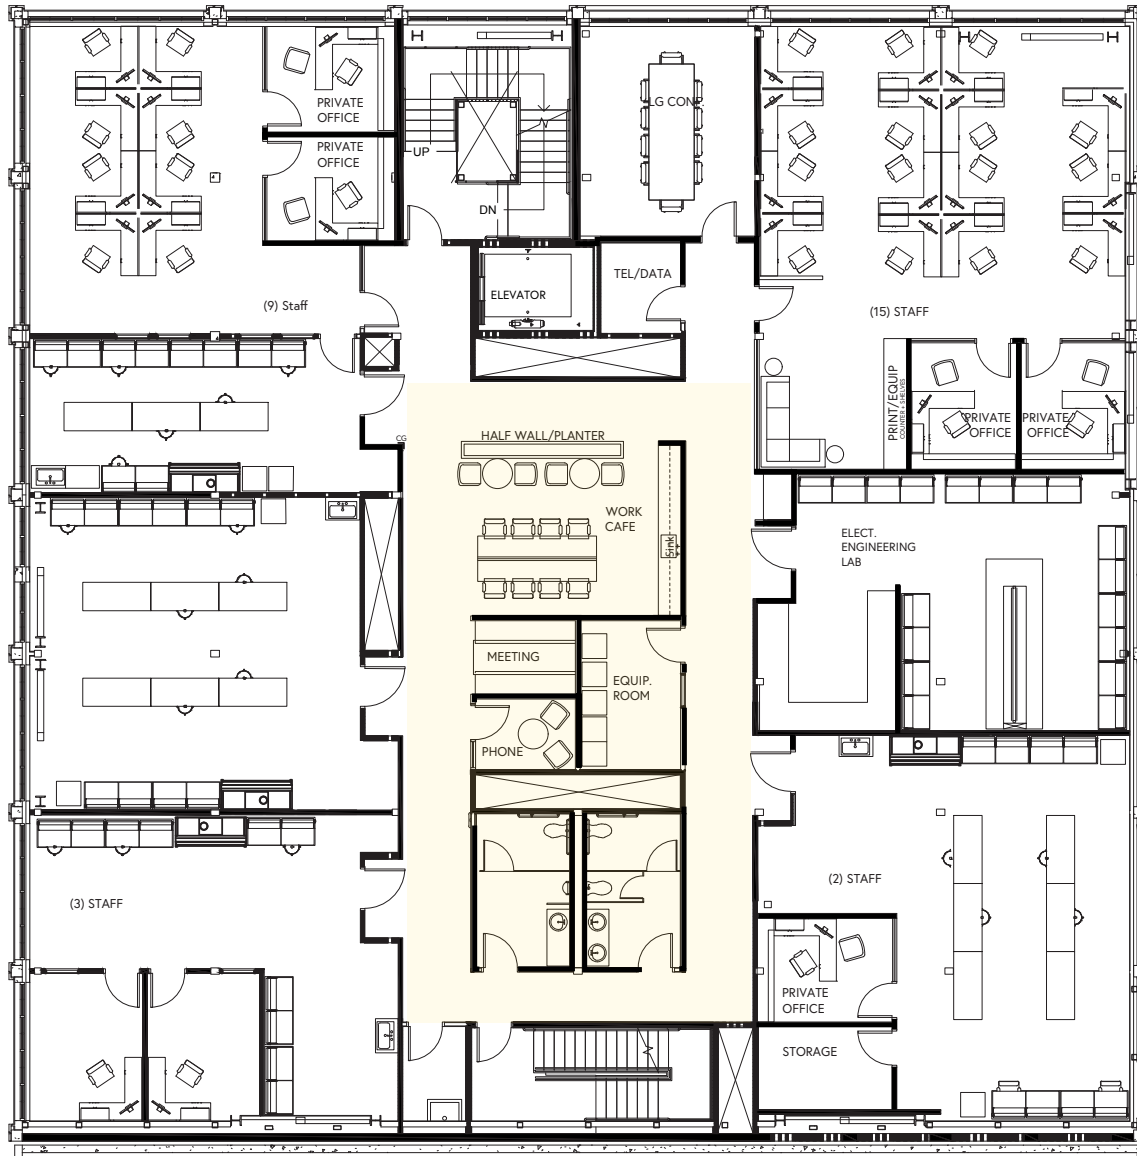 PRIVATE
OFFICE
PRIVATE
OFFICE
UP
DN
LG CONF.
TEL/DATA
ELEVATOR
(9) Staff
(15) STAFF
PRINT/EQUIP
COUNTER + SHELVES
PRIVATE
OFFICE
PRIVATE
OFFICE
CG
HALF WALL/PLANTER
WORK
CAFE
Sink
ELECT.
ENGINEERING
LAB
MEETING
EQUIP.
ROOM
PHONE
(3) STAFF
(2) STAFF
PRIVATE
OFFICE
STORAGE